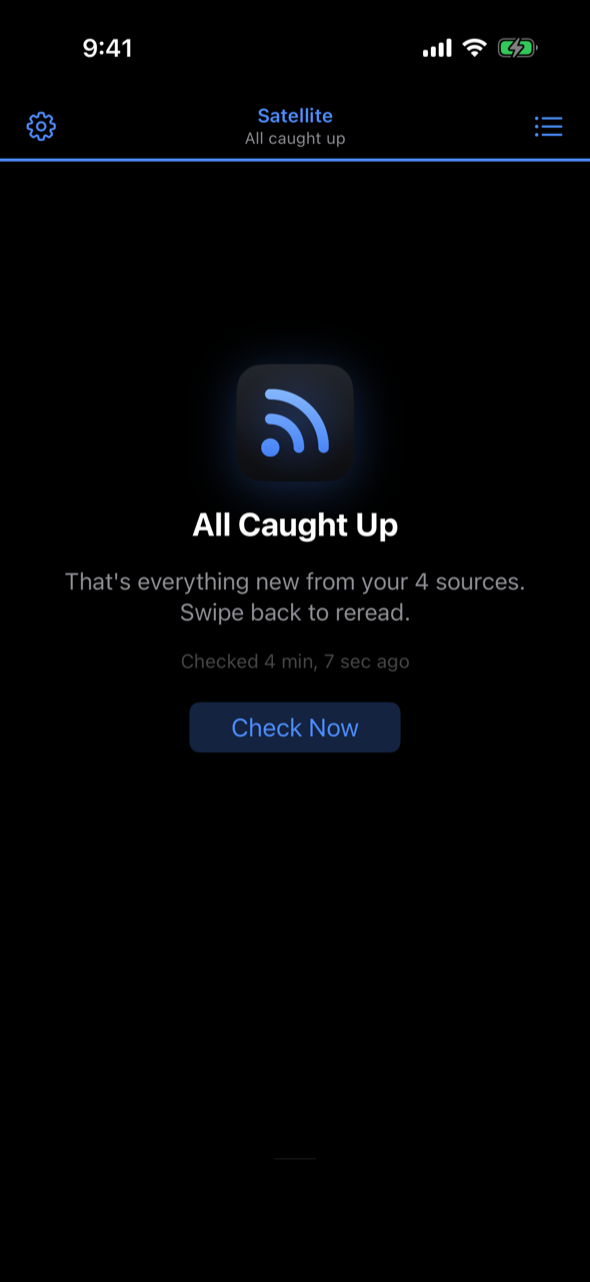 9:41
Satellite
All caught up
All Caught Up
That's everything new from your 4 sources.
Swipe back to reread.
Checked 4 min, 7 sec ago
Check Now